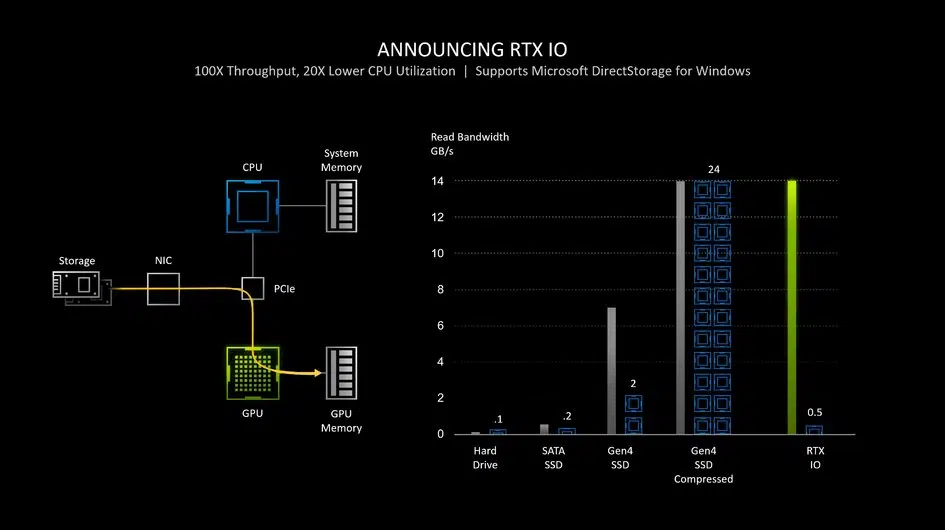 ANNOUNCING RTX IO
100X Throughput, 20X Lower CPU Utilization | Supports Microsoft DirectStorage for Windows
CPU
System
Memory
Storage
NIC
PCIe
GPU
GPU
Memory
Read Bandwidth
GB/s
14
12
10
8
6
4
2
0
.1
.2
2
24
0.5
Hard
Drive
SATA
SSD
Gen4
SSD
Gen4
SSD
Compressed
RTX
IO